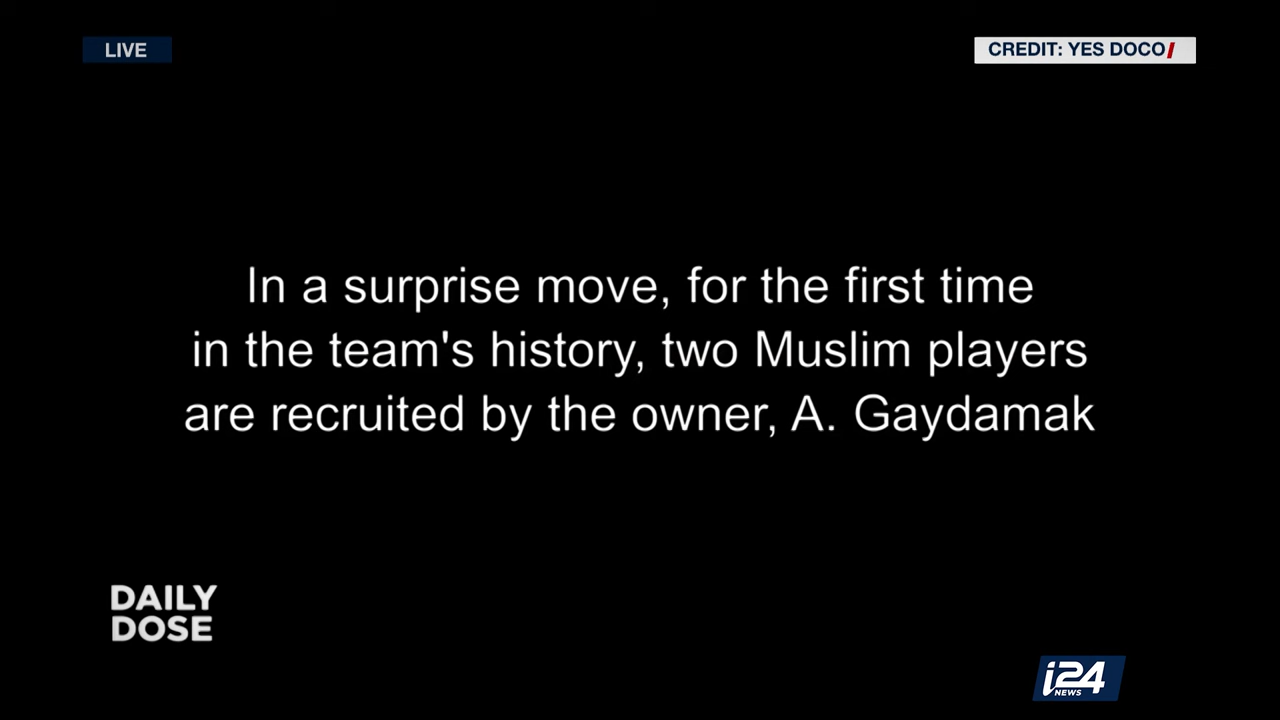 LIVE
CREDIT: YES DOCO/
In a surprise move, for the first time
in the team's history, two Muslim players
are recruited by the owner, A. Gaydamak
DAILY
DOSE
i24
NEWS